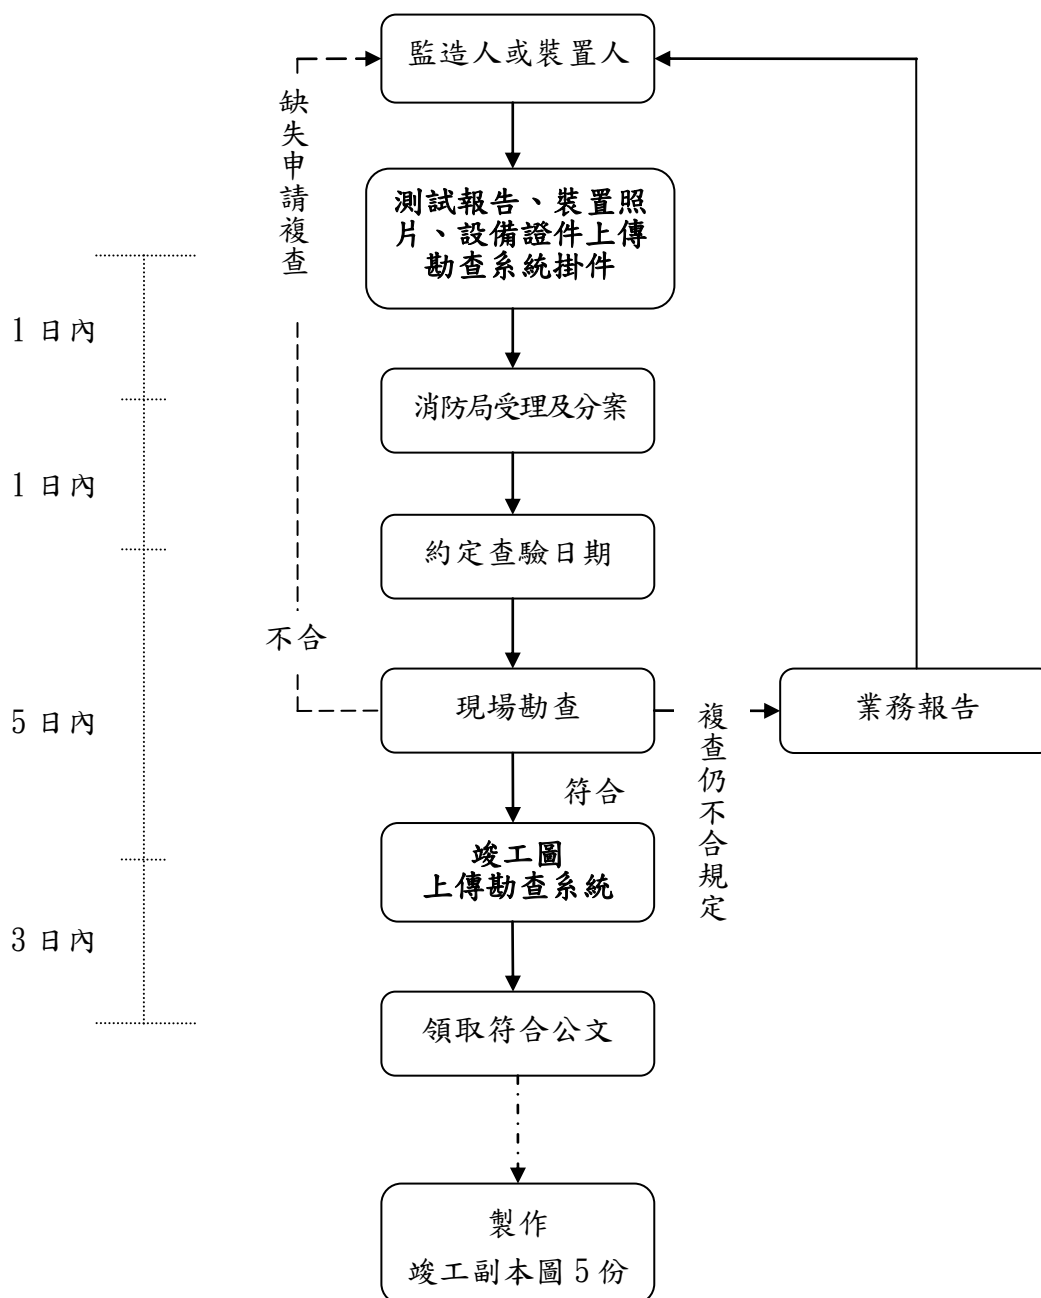 監造人或裝置人
缺失申請複查
測試報告、裝置照
片、設備證件上傳
勘查系統掛件
1 日內
消防局受理及分案
1 日內
約定查驗日期
不合
現場勘查
複查仍不合規定
業務報告
5 日內
符合
竣工圖
上傳勘查系統
3 日內
領取符合公文
製作
竣工副本圖 5 份